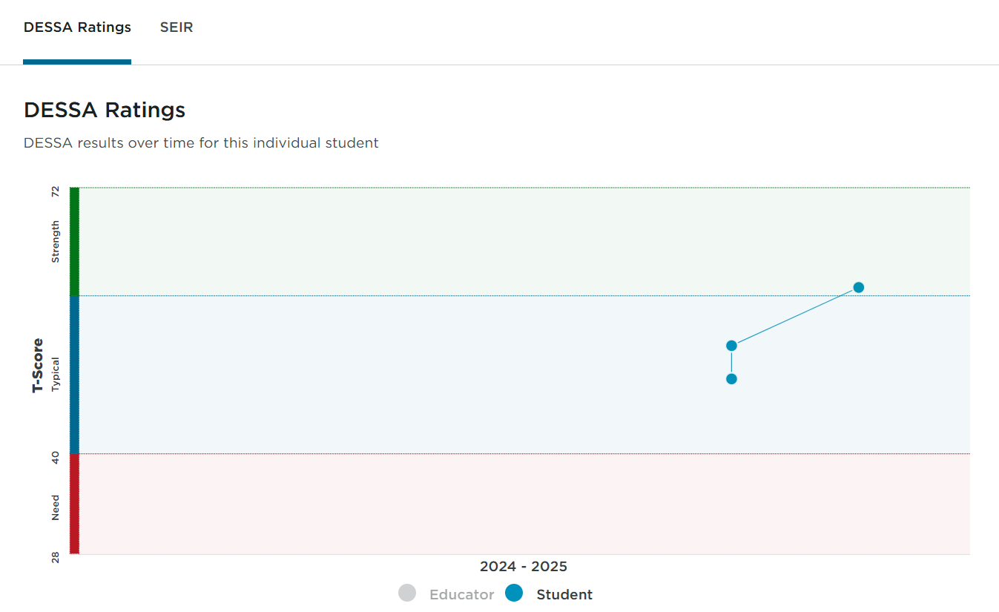 DESSA Ratings SEIR
DESSA Ratings
DESSA results over time for this individual student
72
Strength
T-Score
Typical
40
Need
28
2024 - 2025
Educator Student